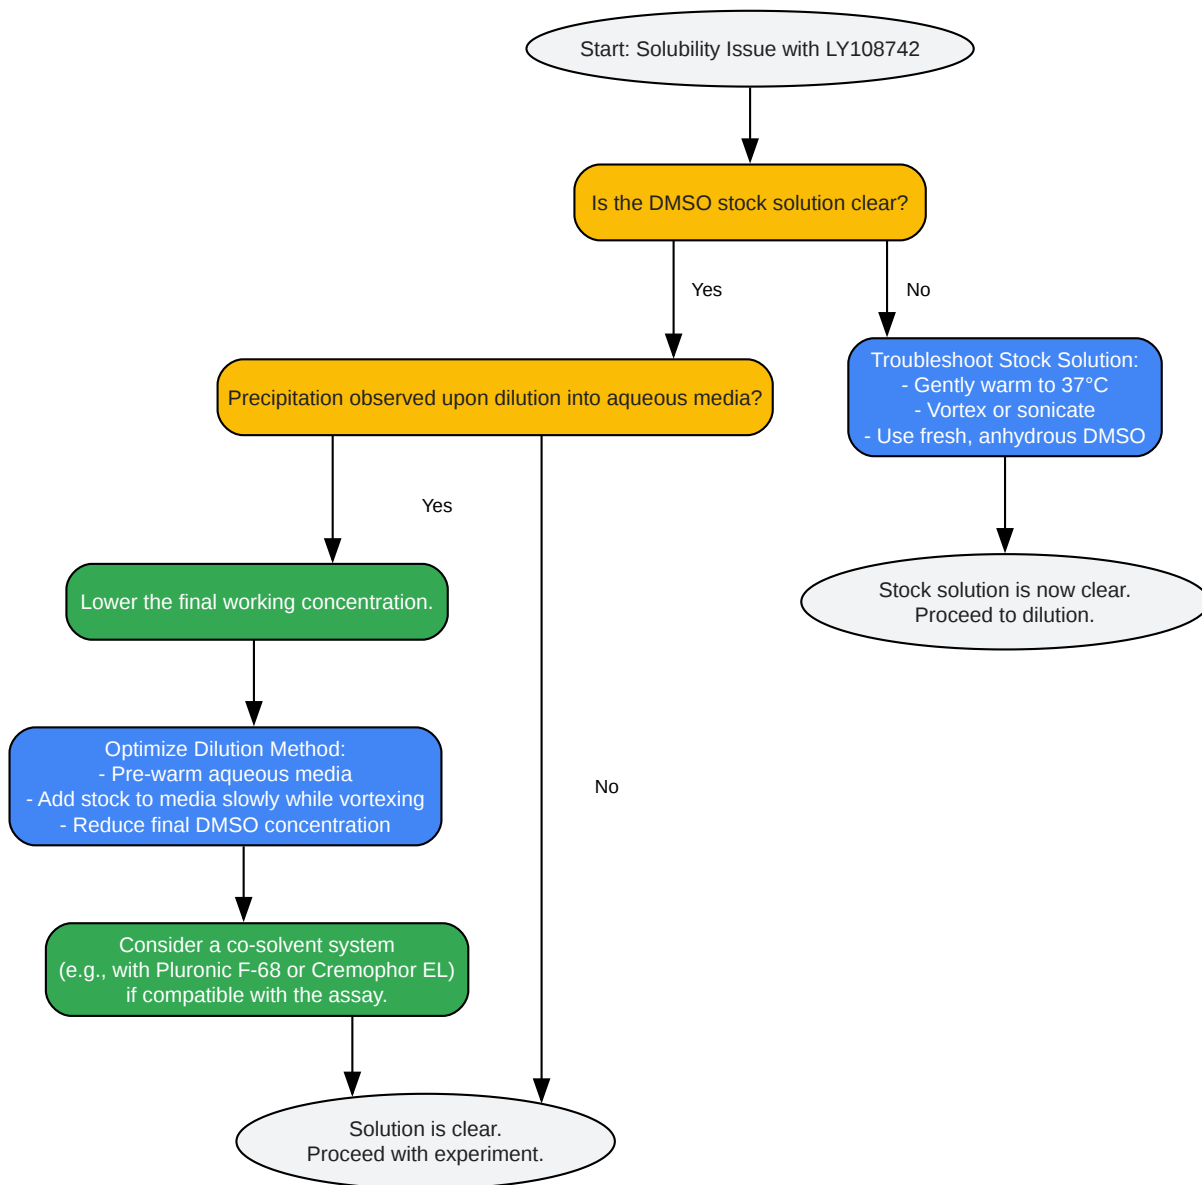 Start: Solubility Issue with LY108742
Is the DMSO stock solution clear?
Yes
No
Precipitation observed upon dilution into aqueous media?
Troubleshoot Stock Solution:
- Gently warm to 37°C
- Vortex or sonicate
- Use fresh, anhydrous DMSO
Yes
Lower the final working concentration.
Stock solution is now clear.
Proceed to dilution.
Optimize Dilution Method:
- Pre-warm aqueous media
- Add stock to media slowly while vortexing
- Reduce final DMSO concentration
No
Consider a co-solvent system
(e.g., with Pluronic F-68 or Cremophor EL)
if compatible with the assay.
Solution is clear.
Proceed with experiment.